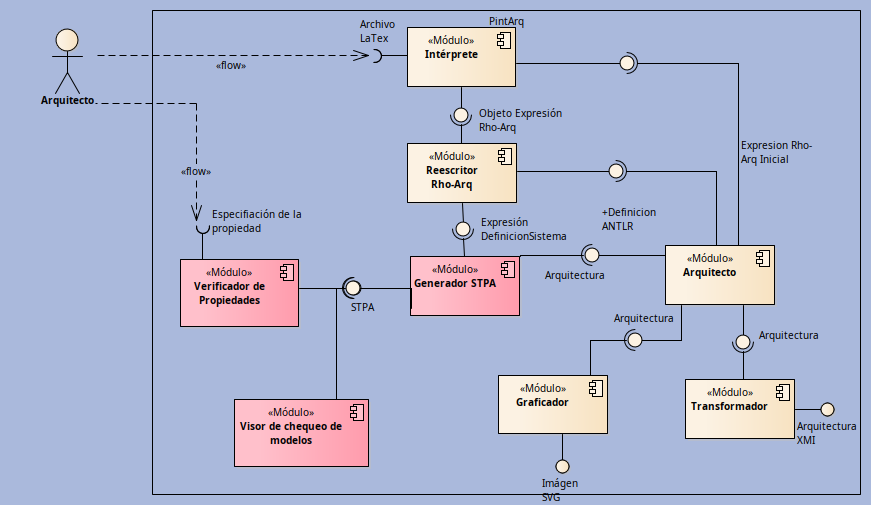 PintArq
Archivo
LaTex
«Módulo»
Intérprete
«flow»
Arquitecto
Objeto Expresión
Rho-Arq
Expresion Rho-
Arq Inicial
«Módulo»
Reescritor
Rho-Arq
«flow»
Especifiación de la
propiedad
Expresión
DefinicionSistema
+Definicion
ANTLR
«Módulo»
Verificador de
Propiedades
«Módulo»
Generador STPA
Arquitectura
«Módulo»
Arquitecto
STPA
Arquitectura
Arquitectura
«Módulo»
Visor de chequeo de
modelos
«Módulo»
Graficador
«Módulo»
Transformador
Arquitectura
XMI
Imágen
SVG